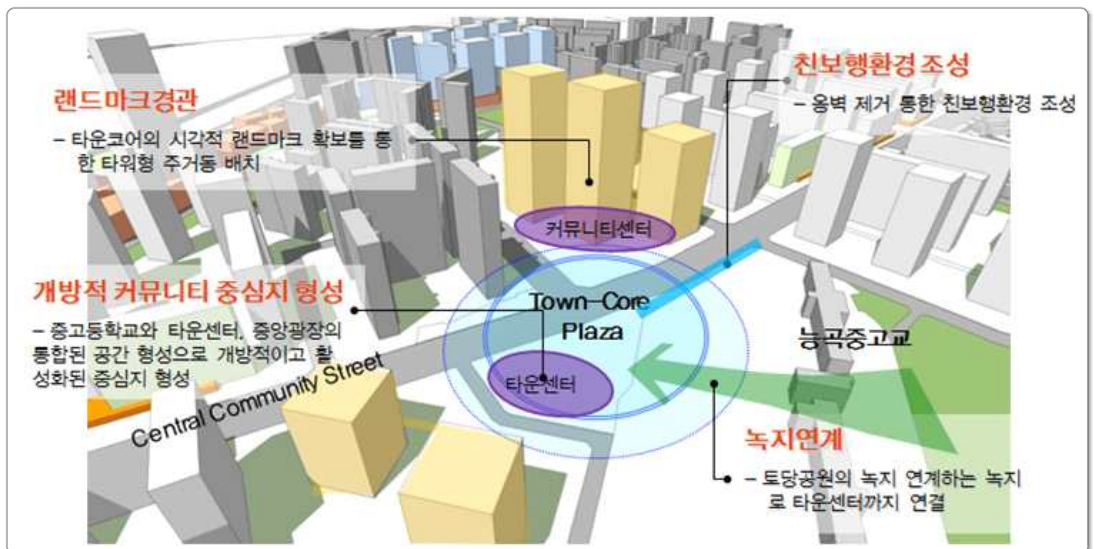 랜드마크경관
– 타운코어의 시각적 랜드마크 확보를 통
한 타워형 주거동 배치
친보행환경 조성
– 옹벽 제거 통한 친보행환경 조성
커뮤니티센터
Town-Core
Plaza
개방적 커뮤니티 중심지 형성
– 중고등학교와 타운센터, 중앙광장의
통합된 공간 형성으로 개방적이고 활
성화된 중심지 형성
타운센터
능곡중고교
Central Community Street
녹지연계
– 토당공원의 녹지 연계하는 녹지
로 타운센터까지 연결